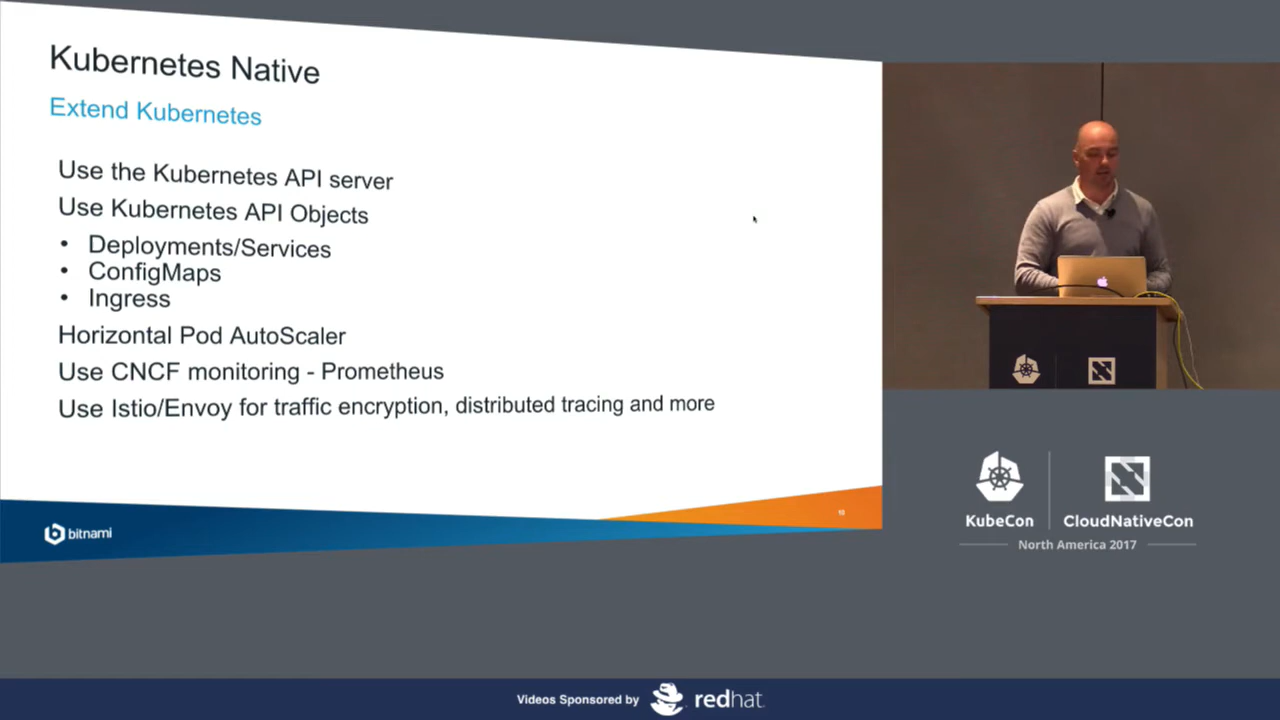 Kubernetes Native
Extend Kubernetes
Use the Kubernetes API server
Use Kubernetes API Objects
• Deployments/Services
• ConfigMaps
• Ingress
Horizontal Pod AutoScaler
Use CNCF monitoring - Prometheus
Use Istio/Envoy for traffic encryption, distributed tracing and more
bitnami
KubeCon
CloudNativeCon
North America 2017
Videos Sponsored by
redhat.